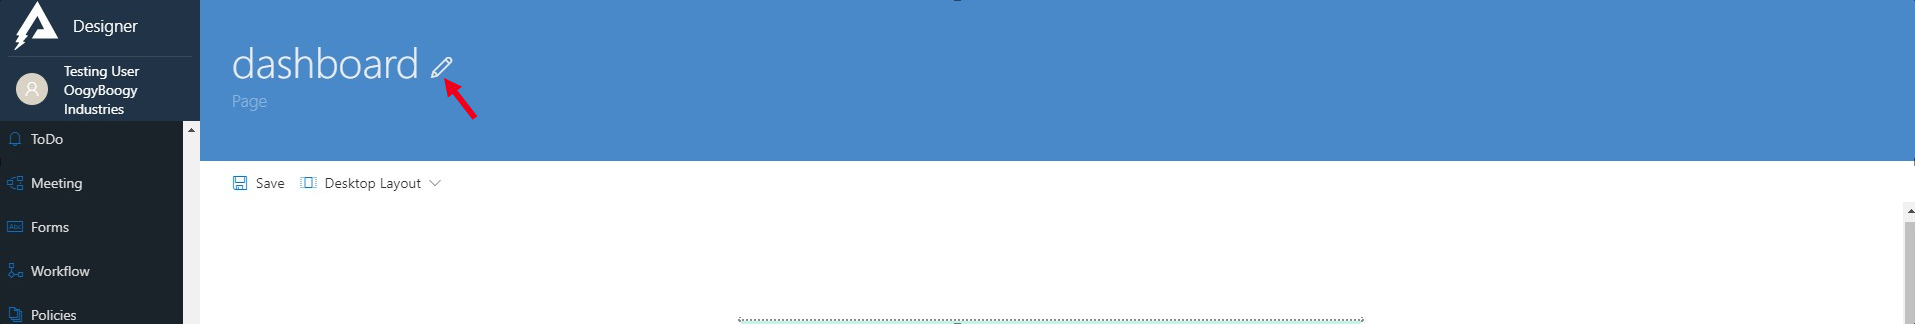 Designer
Testing User
OogyBoogy
Industries
ToDo
Meeting
Forms
Workflow
Policies
dashboard
Page
Save
Desktop Layout